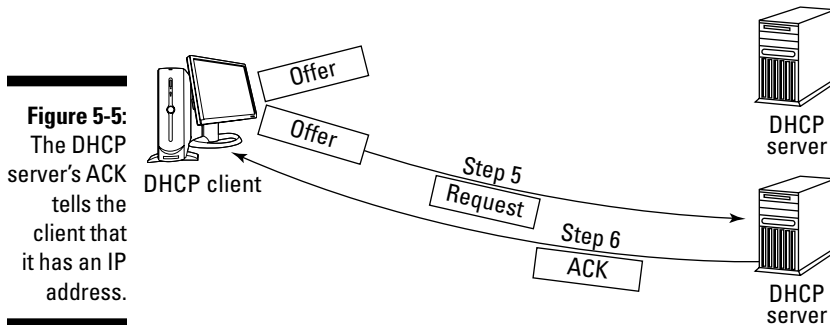 Figure 5-5:
The DHCP
server's ACK
tells the
client that
it has an IP
address.
Offer
Offer
DHCP client
Step 5
Request
Step 6
ACK
DHCP
server
DHCP
server